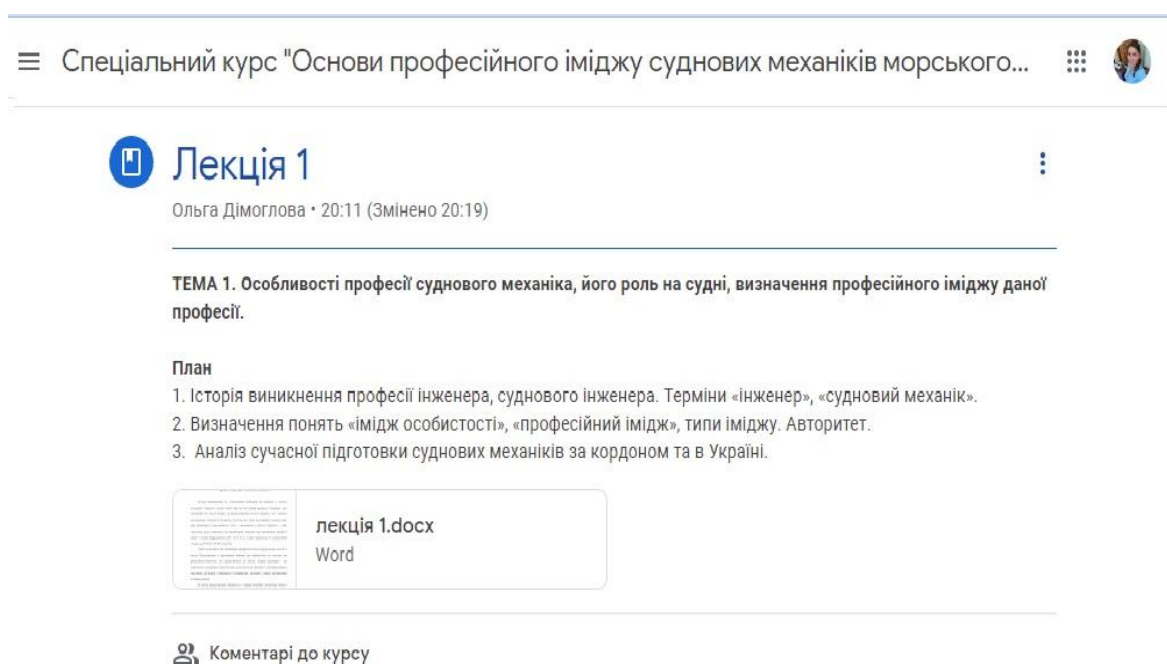 Спеціальний курс "Основи професійного іміджу суднових механіків морського...
Лекція 1
Ольга Дімоглова • 20:11 (Змінено 20:19)
ТЕМА 1. Особливості професії суднового механіка, його роль на судні, визначення професійного іміджу даної
професії.
План
1. Історія виникнення професії інженера, суднового інженера. Терміни «інженер», «судновий механік».
2. Визначення понять «імідж особистості», «професійний імідж», типи іміджу. Авторитет.
3. Аналіз сучасної підготовки суднових механіків за кордоном та в Україні.
лекція 1.docx
Word
Коментарі до курсу